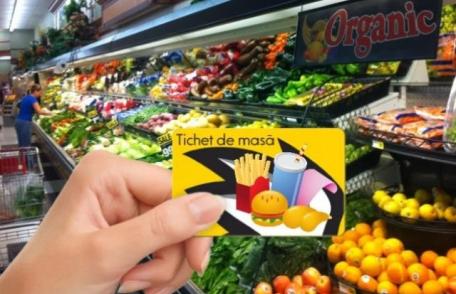 Organic
Tichet de masă